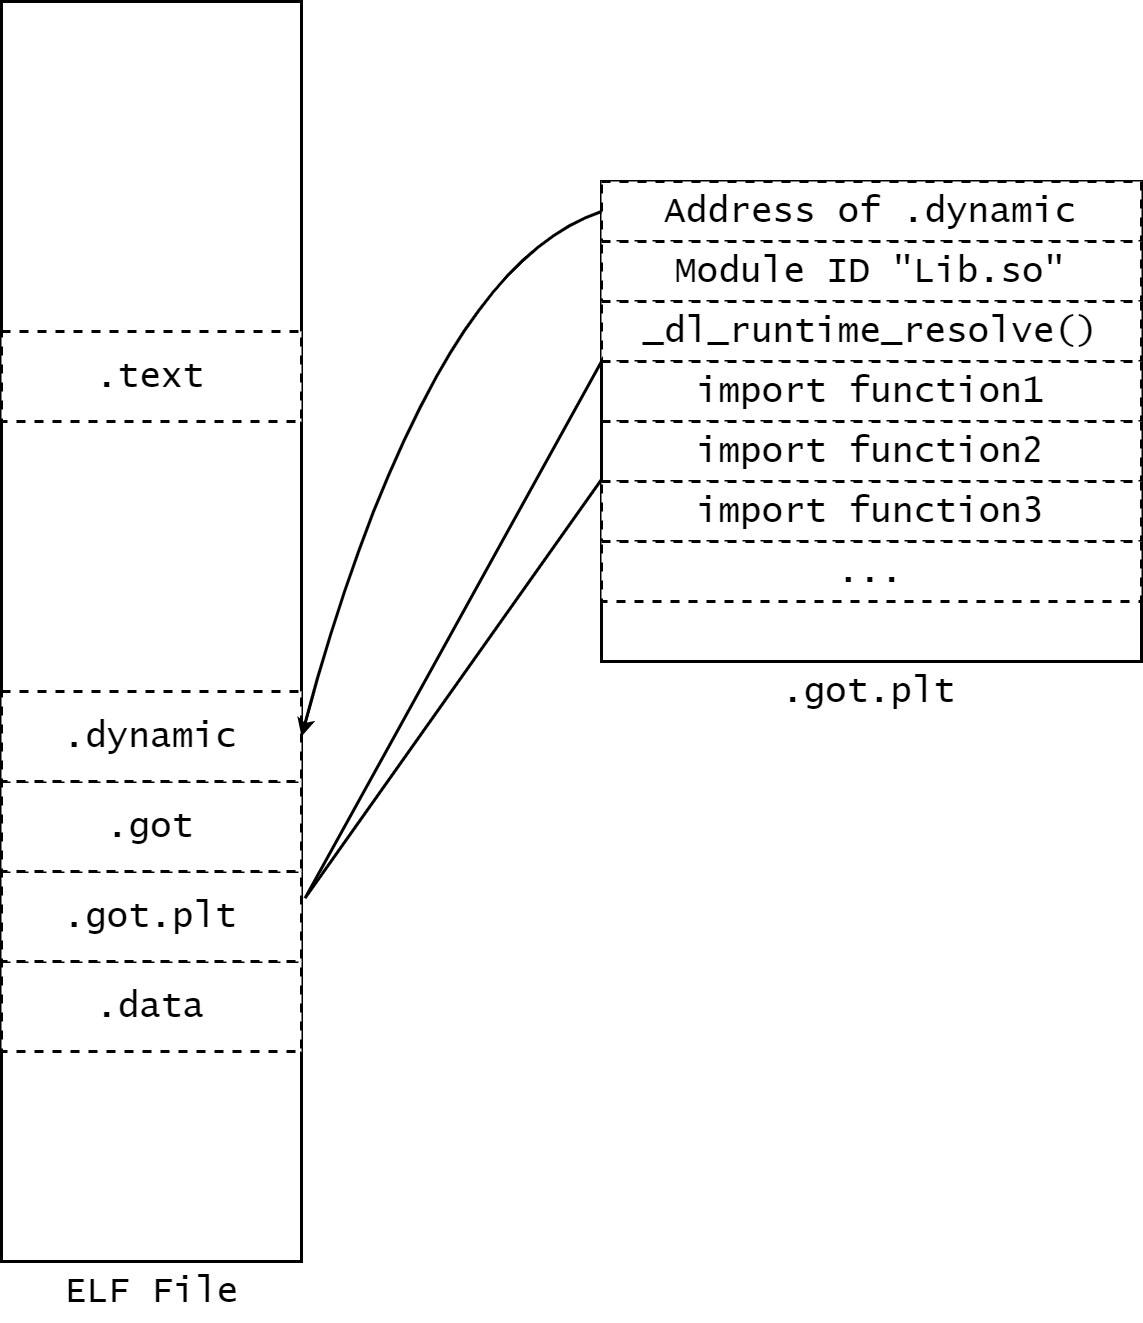 .text
.dynamic
.got
.got.plt
.data
ELF File
Address of .dynamic
Module ID "Lib.so"
_dl_runtime_resolve()
import function1
import function2
import function3
...
.got.plt